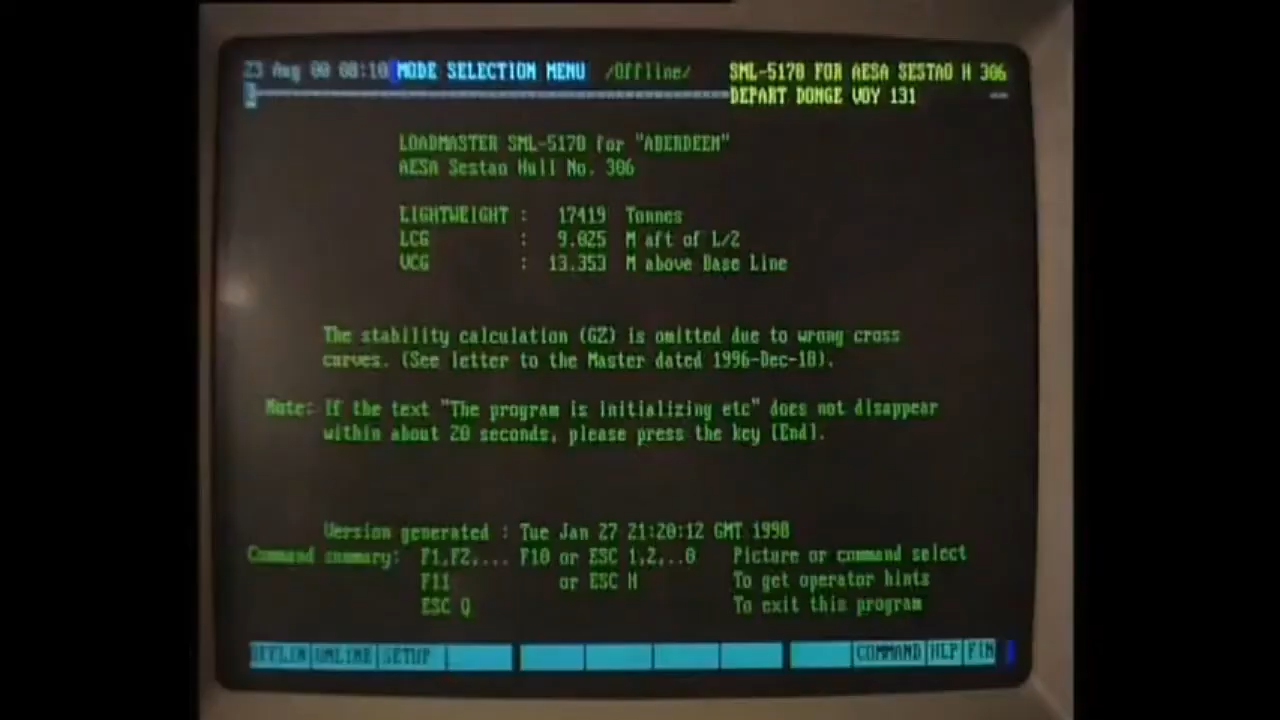 23 Aug 00 08:10 MODE SELECTION MENU /Offline/ SML-5170 FOR AESA SESTAO H 306
DEPART DONGE VOY 131
LOADMASTER SML-5170 for "ABERDEEN"
AESA Sestao Hull No. 306
LIGHTWEIGHT : 17419 Tonnes
LCG : 9.025 M aft of L/2
VCG : 13.353 M above Base Line
The stability calculation (GZ) is omitted due to wrong cross
curves. (See letter to the Master dated 1996-Dec-18).
Note: If the text "The program is initializing etc" does not disappear
within about 20 seconds, please press the key [End].
Version generated : Tue Jan 27 21:20:12 GMT 1998
Command summary: F1,F2,... F10 or ESC 1,2,..0 Picture or command select
F11 or ESC H To get operator hints
ESC Q To exit this program
OFFLIN ONLINE SETUP COMMAND HLP FIN